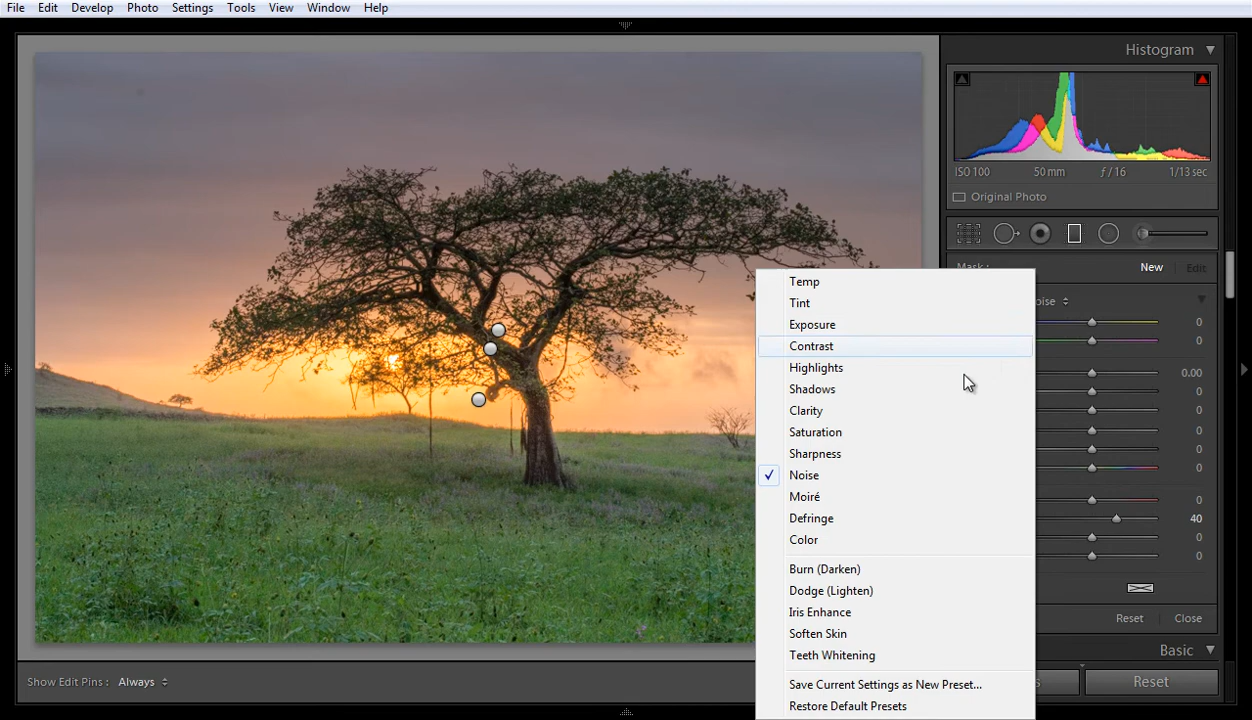 File Edit Develop Photo Settings Tools View Window Help
Histogram
ISO 100 50 mm ƒ / 16 1/13 sec
Original Photo
New Edit
Temp
Tint
Exposure
Contrast
Highlights
Shadows
Clarity
Saturation
Sharpness
Noise
Moiré
Defringe
Color
Burn (Darken)
Dodge (Lighten)
Iris Enhance
Soften Skin
Teeth Whitening
Save Current Settings as New Preset...
Restore Default Presets
0
0
0.00
0
0
0
0
0
40
0
0
Reset Close
Basic
Show Edit Pins : Always
Reset